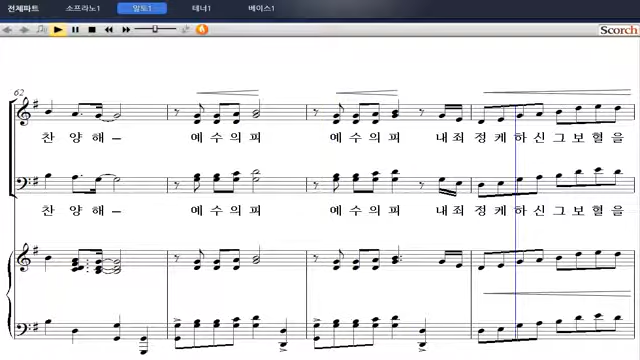 전체파트 소프라노1 알토1 테너1 베이스1
Scorch
62
찬 양 해 예 수 의 피 예 수 의 피 내 죄 정 케 하 신 그 보 혈 을
찬 양 해 예 수 의 피 예 수 의 피 내 죄 정 케 하 신 그 보 혈 을